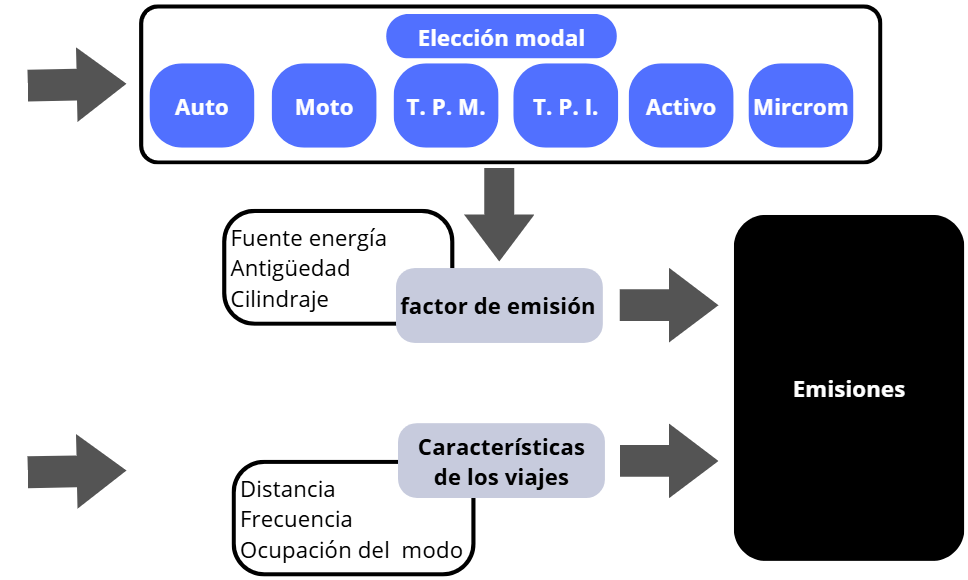 Elección modal
Auto
Moto
T. P. M.
T. P. I.
Activo
Mircrom
Fuente energía
Antigüedad
Cilindraje
factor de emisión
Emisiones
Características
de los viajes
Distancia
Frecuencia
Ocupación del modo